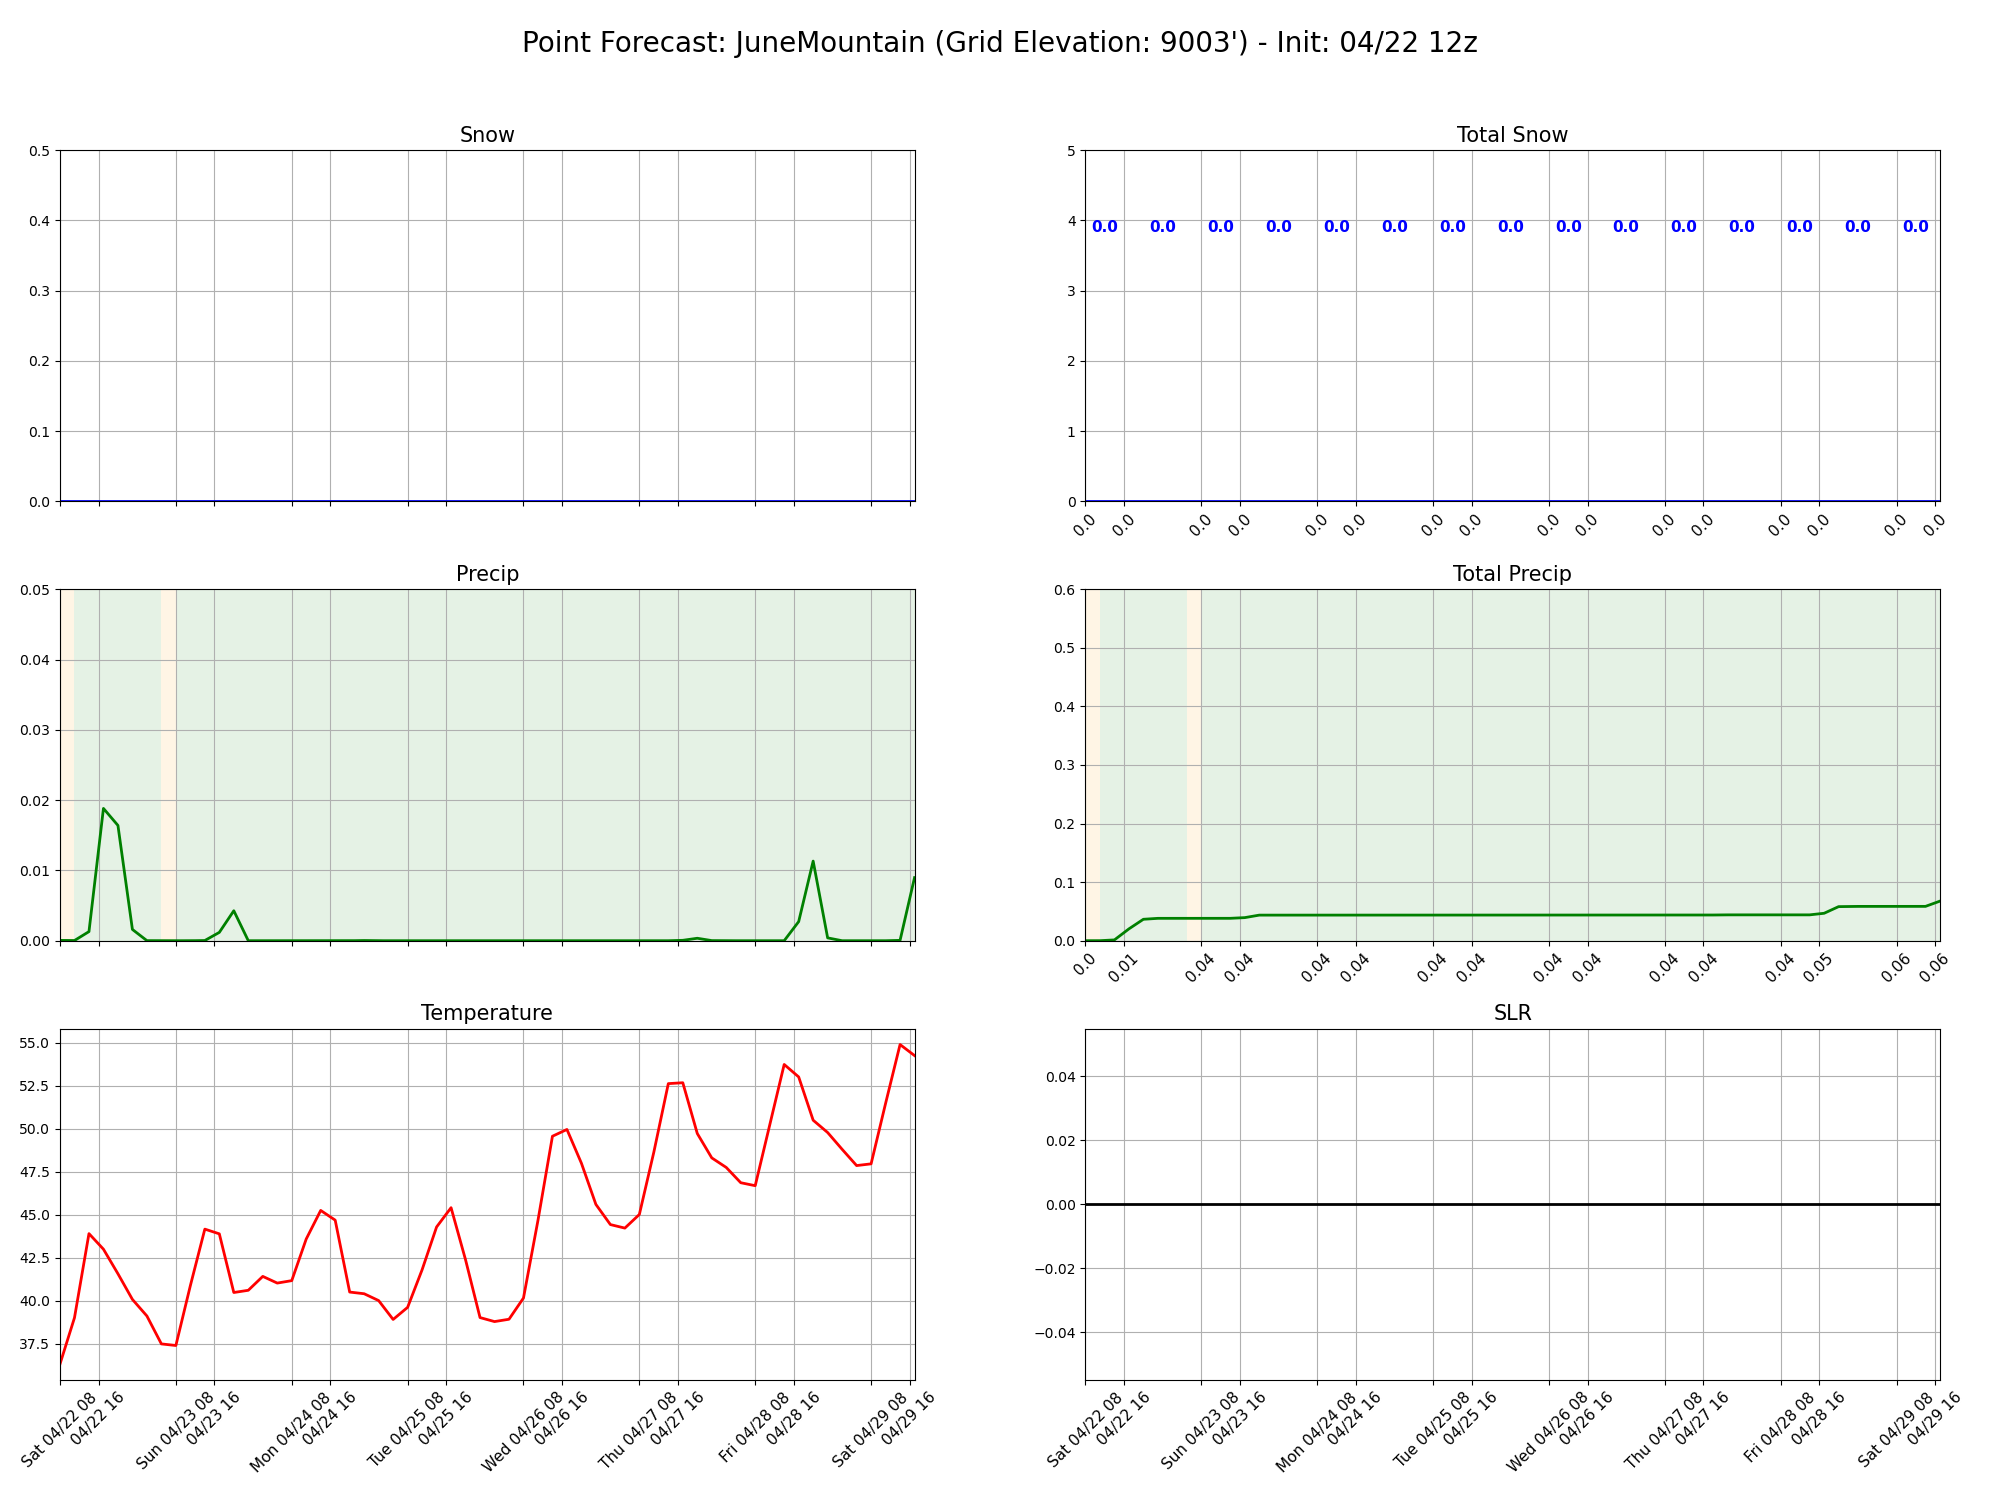 Point Forecast: JuneMountain (Grid Elevation: 9003') - Init: 04/22 12z
Snow
0.5
0.4
0.3
0.2
0.1
0.0
Total Snow
5
4
3
2
1
0
0.0 0.0 0.0 0.0 0.0 0.0 0.0 0.0 0.0 0.0 0.0 0.0 0.0 0.0 0.0
0.0 0.0 0.0 0.0 0.0 0.0 0.0 0.0 0.0 0.0 0.0 0.0 0.0 0.0 0.0 0.0
Precip
0.05
0.04
0.03
0.02
0.01
0.00
Total Precip
0.6
0.5
0.4
0.3
0.2
0.1
0.0
0.0 0.01 0.04 0.04 0.04 0.04 0.04 0.04 0.04 0.04 0.04 0.04 0.04 0.05 0.06 0.06
Temperature
55.0
52.5
50.0
47.5
45.0
42.5
40.0
37.5
Sat 04/22 08
04/22 16
Sun 04/23 08
04/23 16
Mon 04/24 08
04/24 16
Tue 04/25 08
04/25 16
Wed 04/26 08
04/26 16
Thu 04/27 08
04/27 16
Fri 04/28 08
04/28 16
Sat 04/29 08
04/29 16
SLR
0.04
0.02
0.00
−0.02
−0.04
Sat 04/22 08
04/22 16
Sun 04/23 08
04/23 16
Mon 04/24 08
04/24 16
Tue 04/25 08
04/25 16
Wed 04/26 08
04/26 16
Thu 04/27 08
04/27 16
Fri 04/28 08
04/28 16
Sat 04/29 08
04/29 16